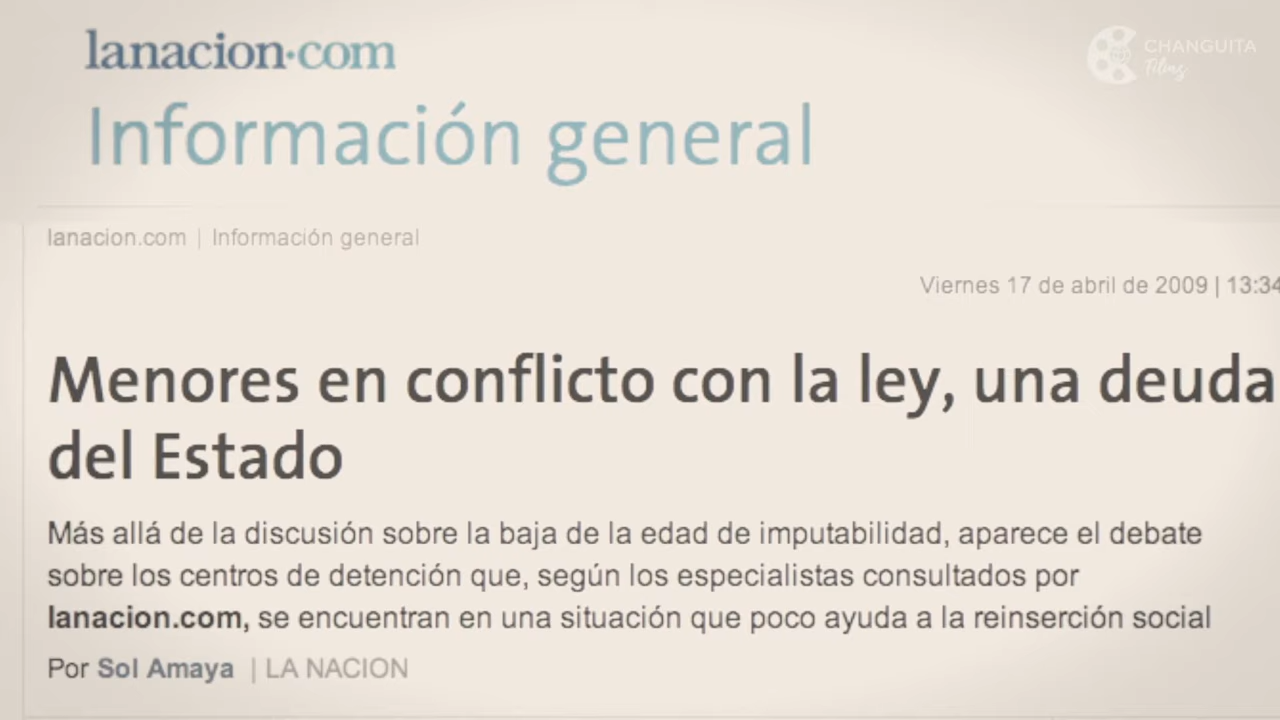 lanacion·com
CHANGUITA
Films
Información general
lanacion.com | Información general
Viernes 17 de abril de 2009 | 13:34
Menores en conflicto con la ley, una deuda
del Estado
Más allá de la discusión sobre la baja de la edad de imputabilidad, aparece el debate
sobre los centros de detención que, según los especialistas consultados por
lanacion.com, se encuentran en una situación que poco ayuda a la reinserción social
Por Sol Amaya | LA NACION